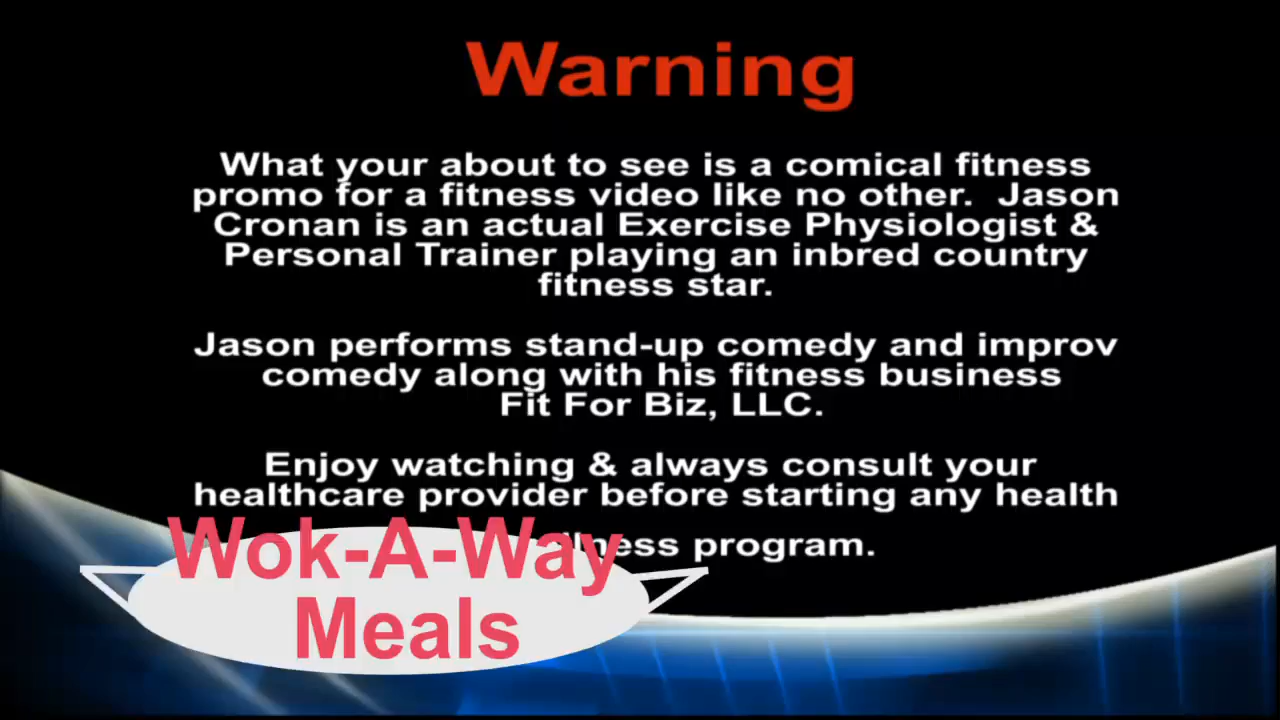 Warning
What your about to see is a comical fitness
promo for a fitness video like no other. Jason
Cronan is an actual Exercise Physiologist &
Personal Trainer playing an inbred country
fitness star.
Jason performs stand-up comedy and improv
comedy along with his fitness business
Fit For Biz, LLC.
Enjoy watching & always consult your
healthcare provider before starting any health
program.
Wok-A-Way
Meals